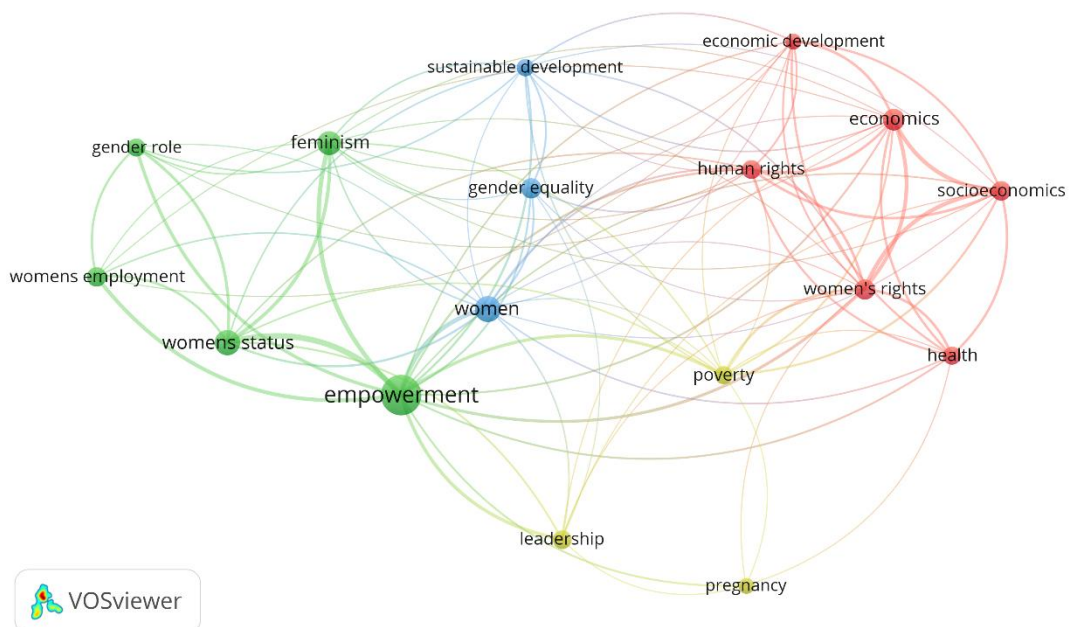 economic development
sustainable development
economics
feminism
gender role
human rights
gender equality
socioeconomics
womens employment
women's rights
women
womens status
health
poverty
empowerment
leadership
pregnancy
VOSviewer